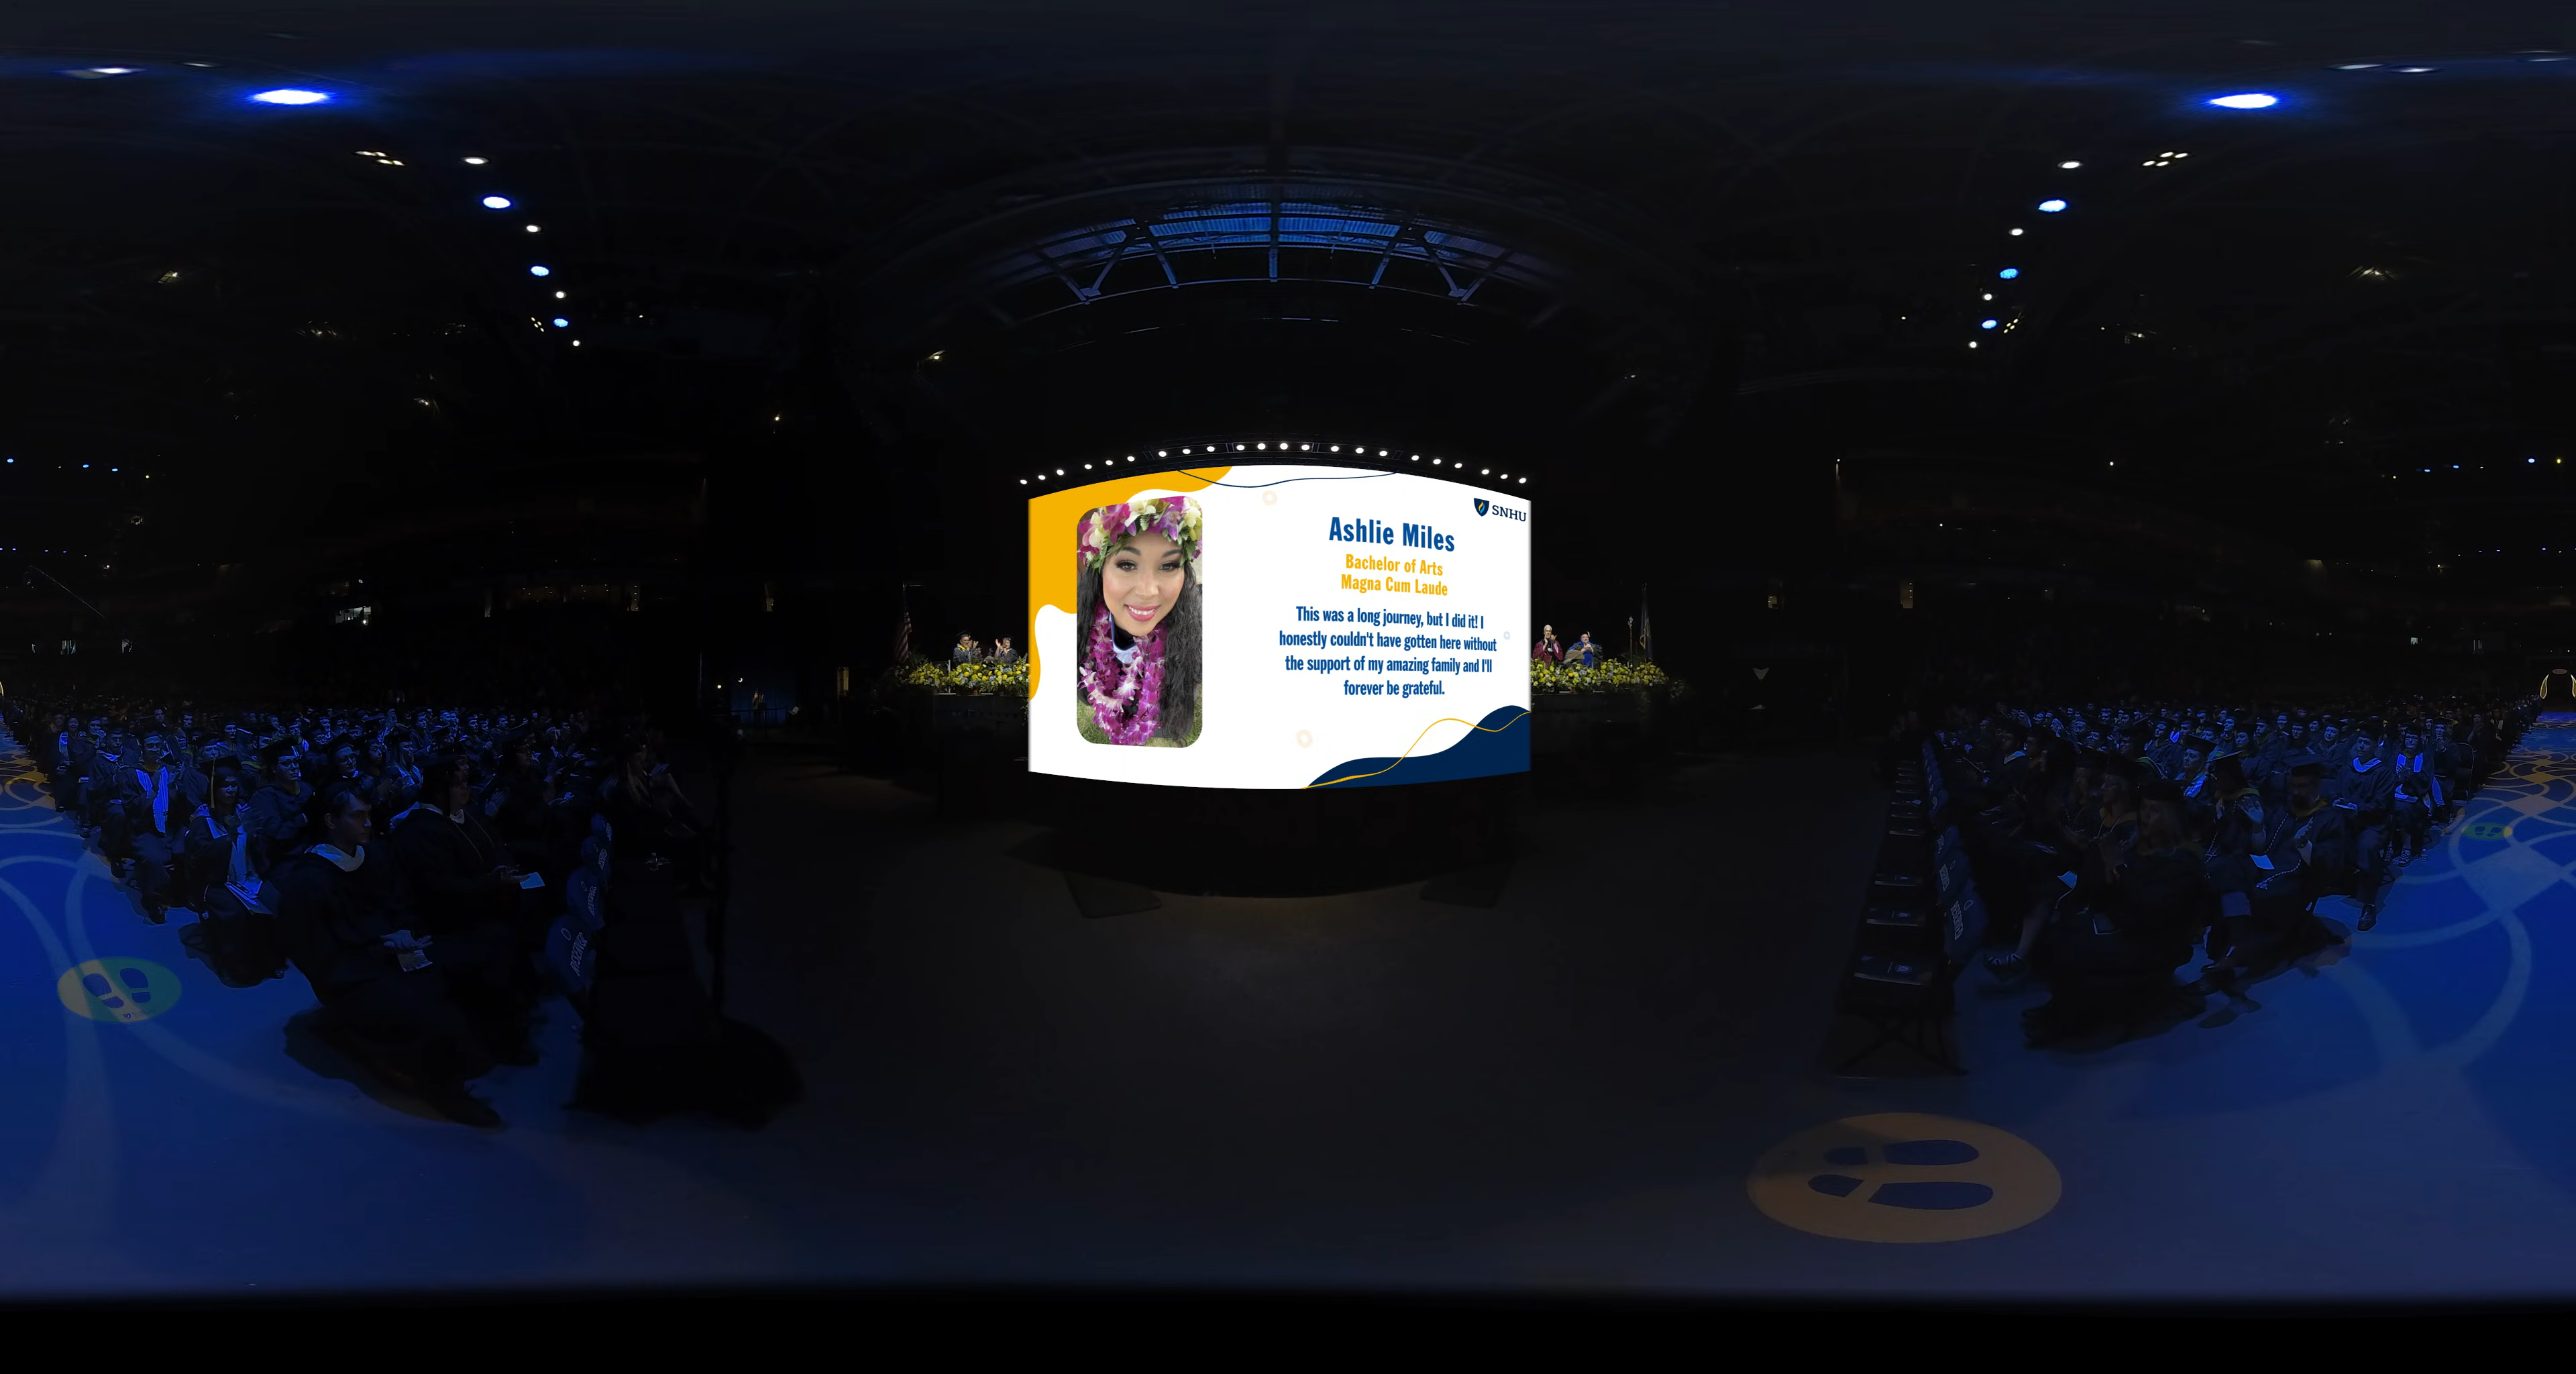 SNHU
Ashlie Miles
Bachelor of Arts
Magna Cum Laude
This was a long journey, but I did it! I
honestly couldn't have gotten here without
the support of my amazing family and I'll
forever be grateful.